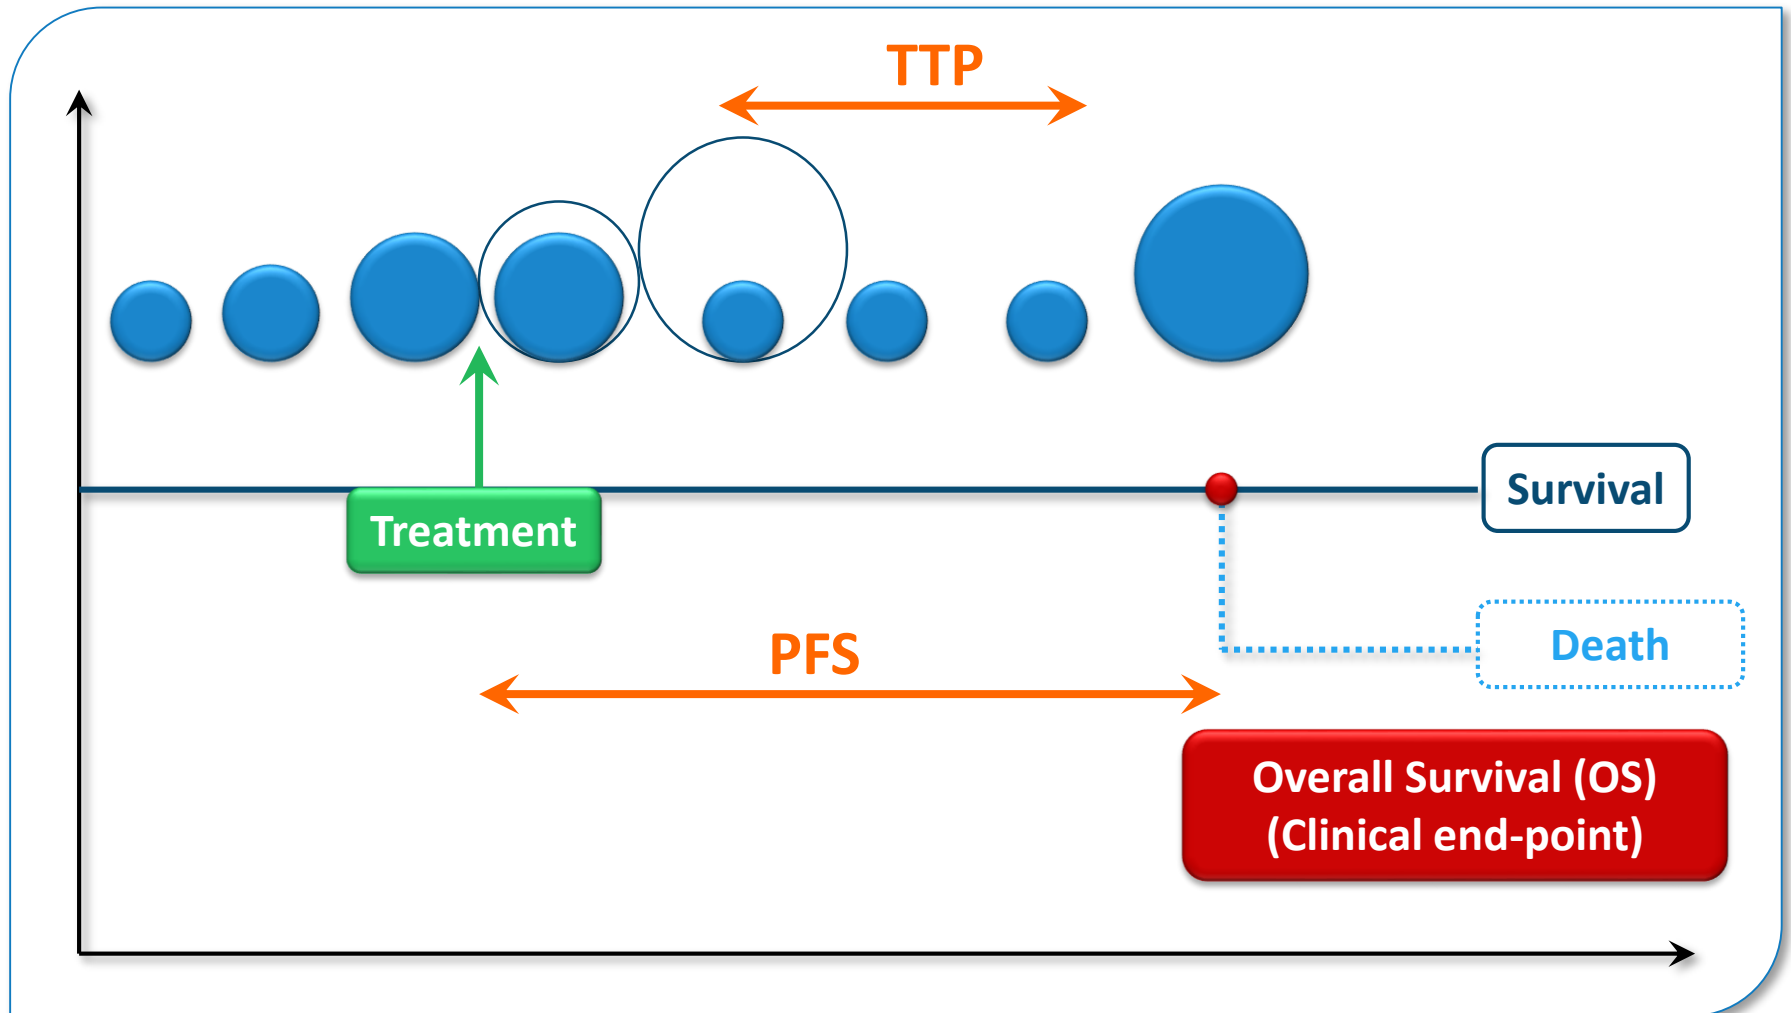 TTP
Survival
Treatment
PFS
Death
Overall Survival (OS)
(Clinical end-point)